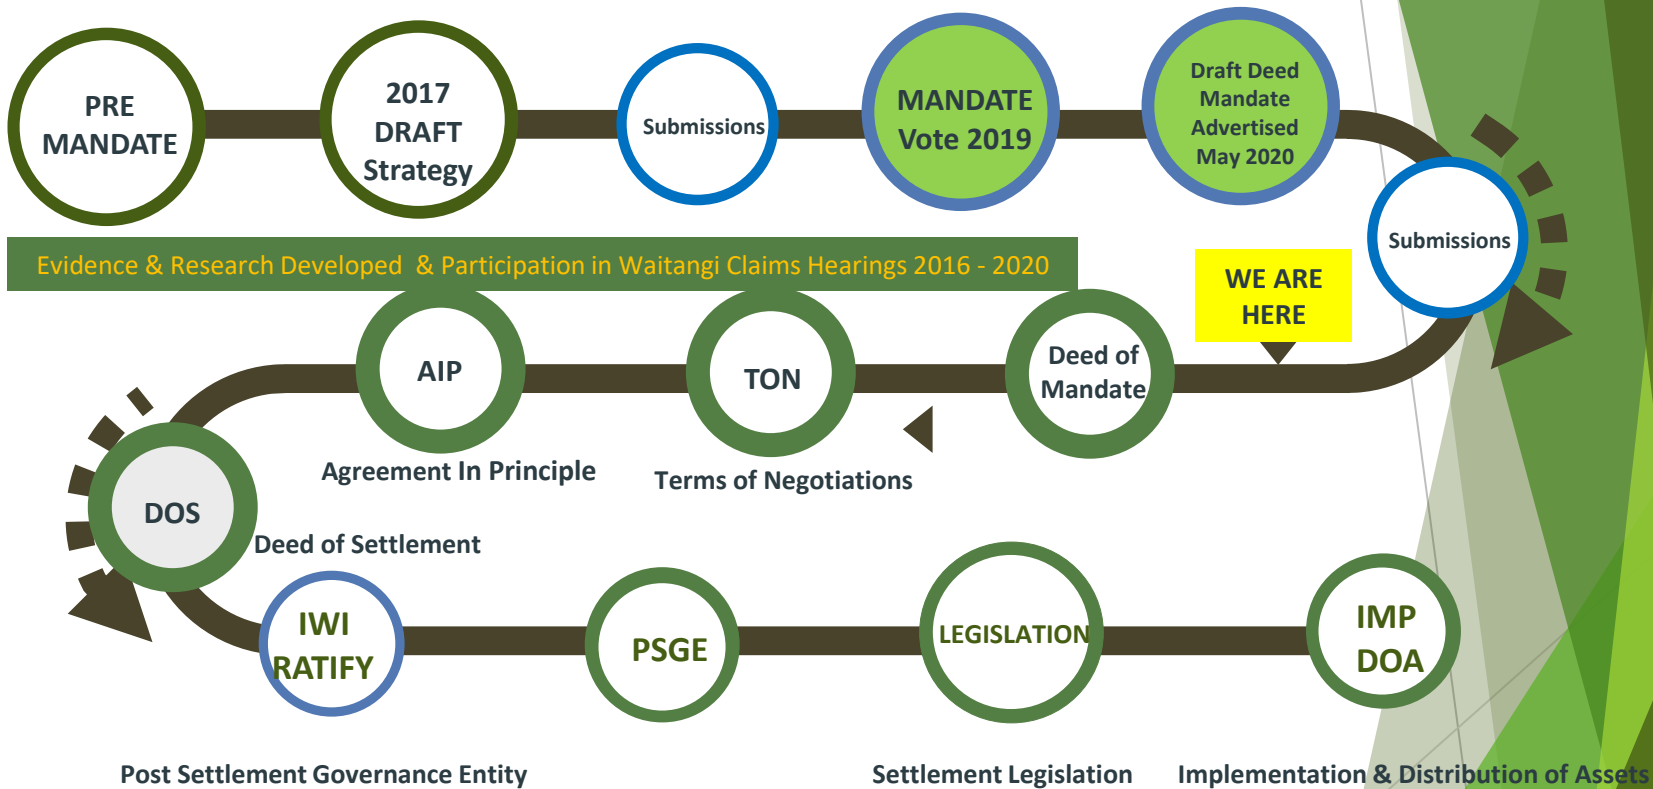 PRE
MANDATE
2017
DRAFT
Strategy
Submissions
MANDATE
Vote 2019
Draft Deed
Mandate
Advertised
May 2020
Submissions
Evidence & Research Developed & Participation in Waitangi Claims Hearings 2016 - 2020
WE ARE
HERE
Deed of
Mandate
TON
Terms of Negotiations
AIP
Agreement In Principle
DOS
Deed of Settlement
IWI
RATIFY
PSGE
LEGISLATION
IMP
DOA
Post Settlement Governance Entity
Settlement Legislation
Implementation & Distribution of Assets